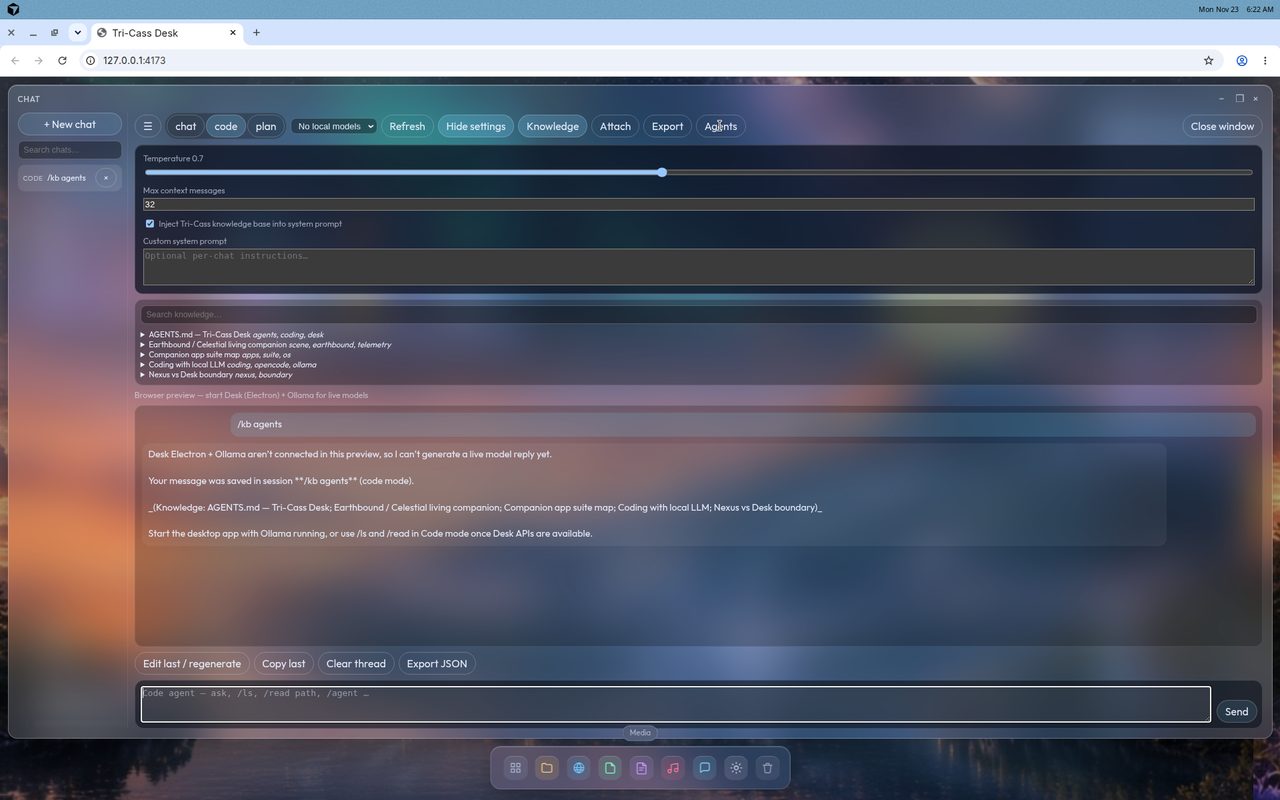 Mon Nov 23 6:22 AM
Tri-Cass Desk
127.0.0.1:4173
CHAT
+ New chat
Search chats...
CODE /kb agents
chat code plan No local models Refresh Hide settings Knowledge Attach Export Agents Close window
Temperature 0.7
Max context messages
32
Inject Tri-Cass knowledge base into system prompt
Custom system prompt
Optional per-chat instructions…
Search knowledge…
AGENTS.md — Tri-Cass Desk agents, coding, desk
Earthbound / Celestial living companion scene, earthbound, telemetry
Companion app suite map apps, suite, os
Coding with local LLM coding, opencode, ollama
Nexus vs Desk boundary nexus, boundary
Browser preview — start Desk (Electron) + Ollama for live models
/kb agents
Desk Electron + Ollama aren't connected in this preview, so I can't generate a live model reply yet.
Your message was saved in session **/kb agents** (code mode).
_(Knowledge: AGENTS.md — Tri-Cass Desk; Earthbound / Celestial living companion; Companion app suite map; Coding with local LLM; Nexus vs Desk boundary)_
Start the desktop app with Ollama running, or use /ls and /read in Code mode once Desk APIs are available.
Edit last / regenerate Copy last Clear thread Export JSON
Code agent — ask, /ls, /read path, /agent …
Send
Media